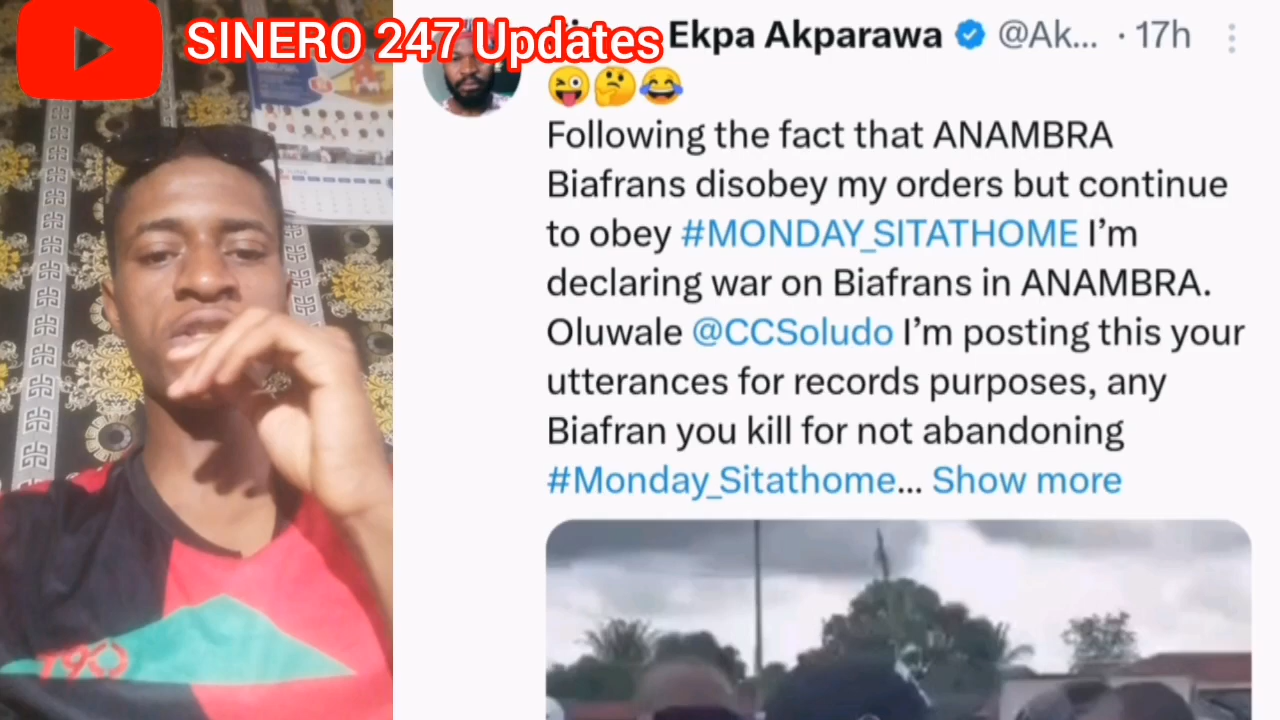 SINERO 247 Updates
Ekpa Akparawa @Ak... · 17h
😜🤔😂
Following the fact that ANAMBRA
Biafrans disobey my orders but continue
to obey #MONDAY_SITATHOME I’m
declaring war on Biafrans in ANAMBRA.
Oluwale @CCSoludo I’m posting this your
utterances for records purposes, any
Biafran you kill for not abandoning
#Monday_Sitathome... Show more